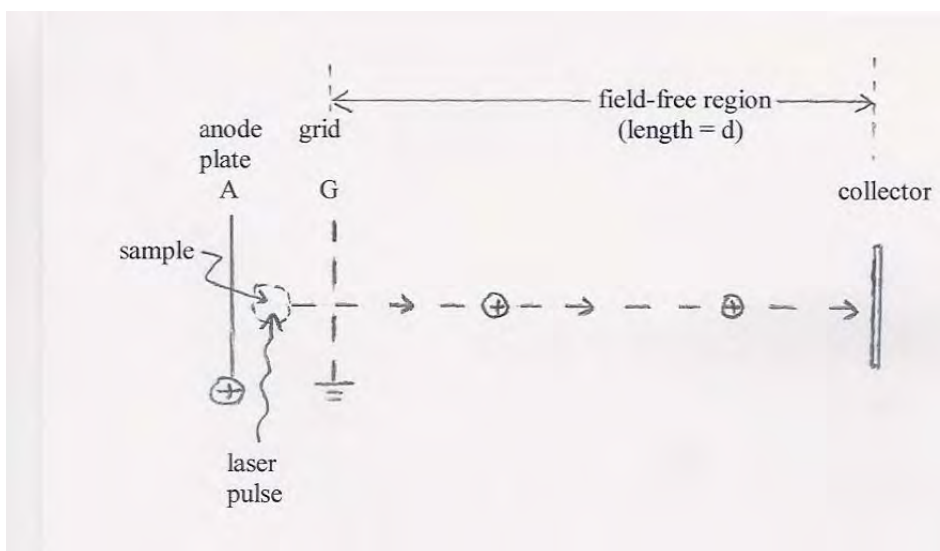 field-free region
(length = d)
anode
plate
A
grid
G
collector
sample
+
+
+
laser
pulse